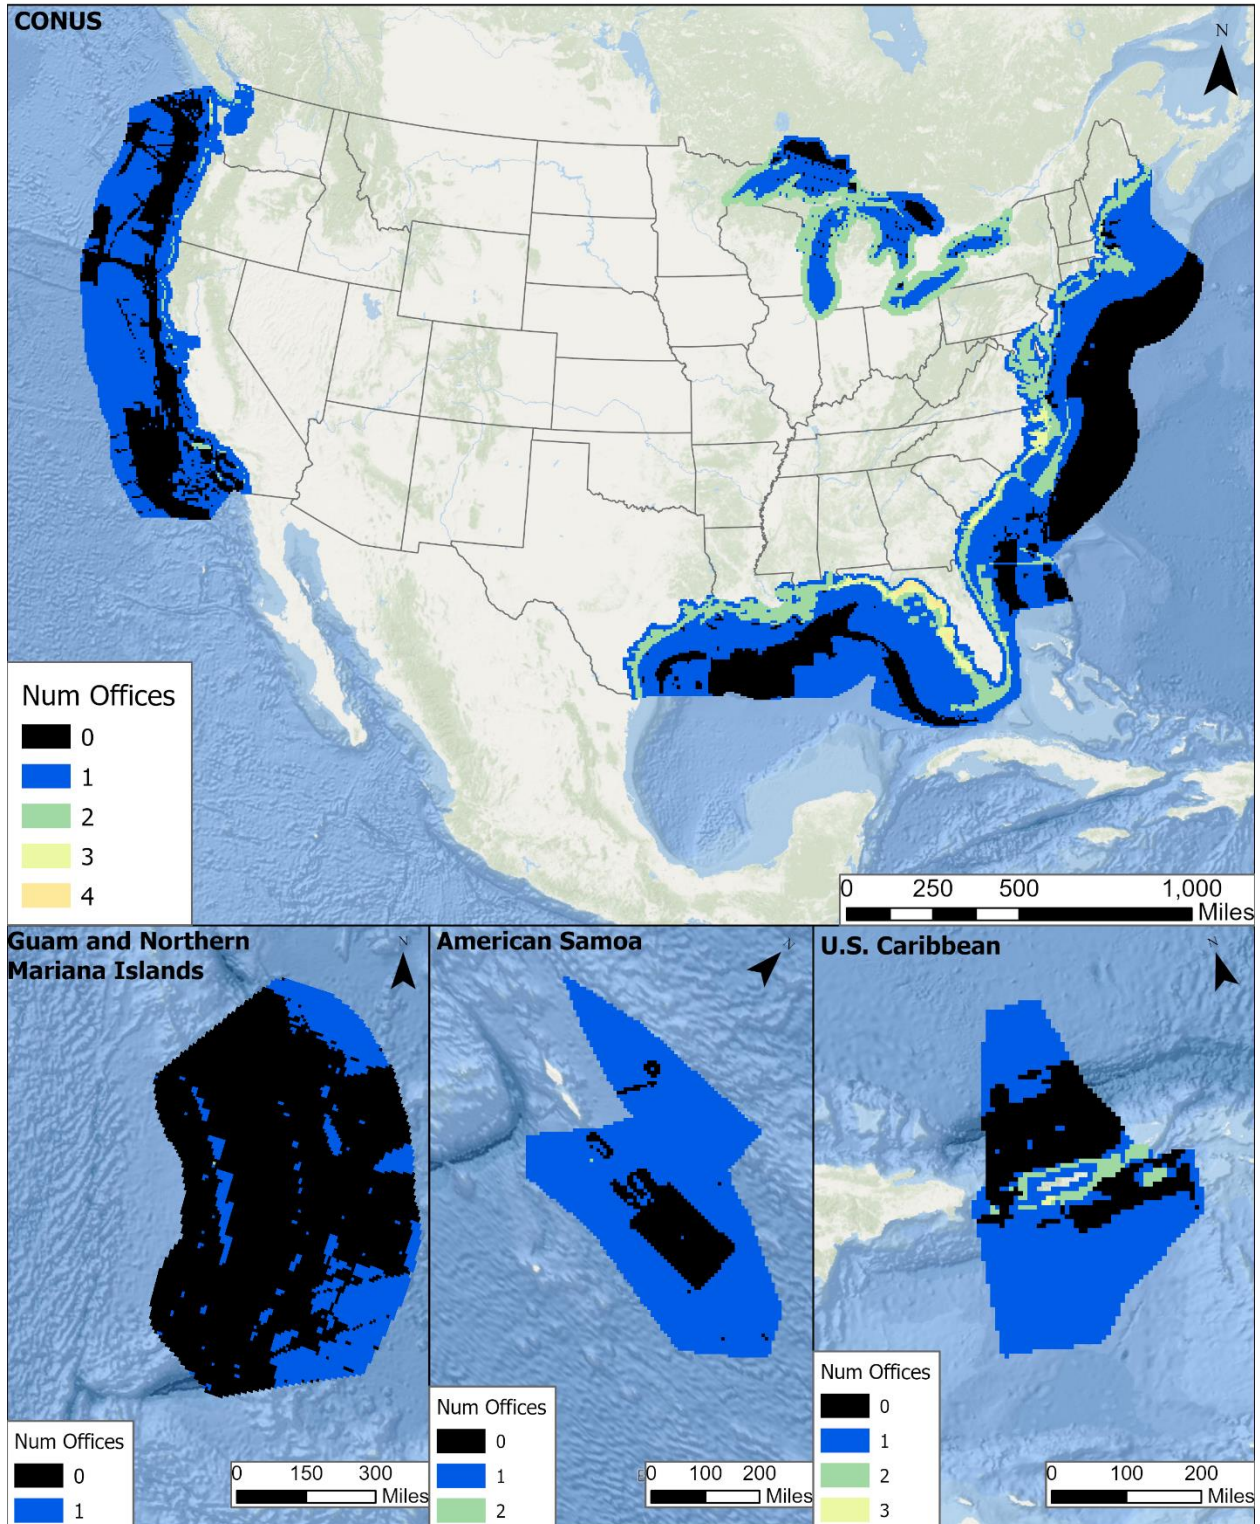 CONUS
N
Num Offices
0
1
2
3
4
0 250 500 1,000
Miles
Guam and Northern
Mariana Islands
N
Num Offices
0
1
0 150 300
Miles
American Samoa
N
Num Offices
0
1
2
0 100 200
Miles
U.S. Caribbean
N
Num Offices
0
1
2
3
0 100 200
Miles